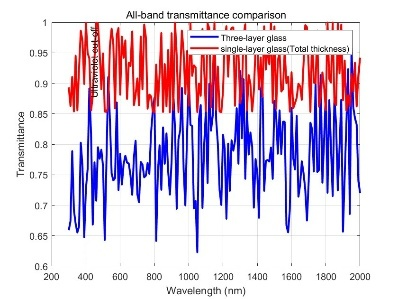 All-band transmittance comparison
Three-layer glass
single-layer glass(Total thickness)
Ultraviolet cut-off
Transmittance
1
0.95
0.9
0.85
0.8
0.75
0.7
0.65
0.6
200 400 600 800 1000 1200 1400 1600 1800 2000
Wavelength (nm)